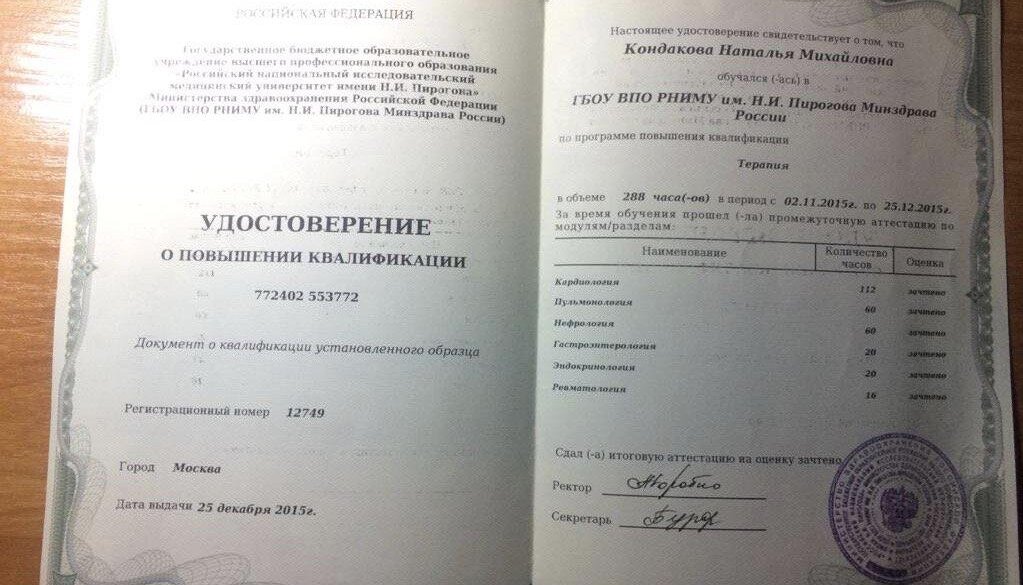 РОССИЙСКАЯ ФЕДЕРАЦИЯ
Государственное бюджетное образовательное
учреждение высшего профессионального образования
«Российский национальный исследовательский
медицинский университет имени Н.И. Пирогова»
Министерства здравоохранения Российской Федерации
(ГБОУ ВПО РНИМУ им. Н.И. Пирогова Минздрава России)
УДОСТОВЕРЕНИЕ
О ПОВЫШЕНИИ КВАЛИФИКАЦИИ
772402 553772
Документ о квалификации установленного образца
Регистрационный номер 12749
Город Москва
Дата выдачи 25 декабря 2015г.
Настоящее удостоверение свидетельствует о том, что
Кондакова Наталья Михайловна
обучался (-ась) в
ГБОУ ВПО РНИМУ им. Н.И. Пирогова Минздрава
России
по программе повышения квалификации
Терапия
в объеме 288 часа(-ов) в период с 02.11.2015г. по 25.12.2015г.
За время обучения прошел (-ла) промежуточную аттестацию по
модулям/разделам:
Наименование Количество часов Оценка
Кардиология 112 зачтено
Пульмонология 60 зачтено
Нефрология 60 зачтено
Гастроэнтерология 20 зачтено
Эндокринология 20 зачтено
Ревматология 16 зачтено
Сдал (-а) итоговую аттестацию на оценку зачтено
Ректор
Секретарь